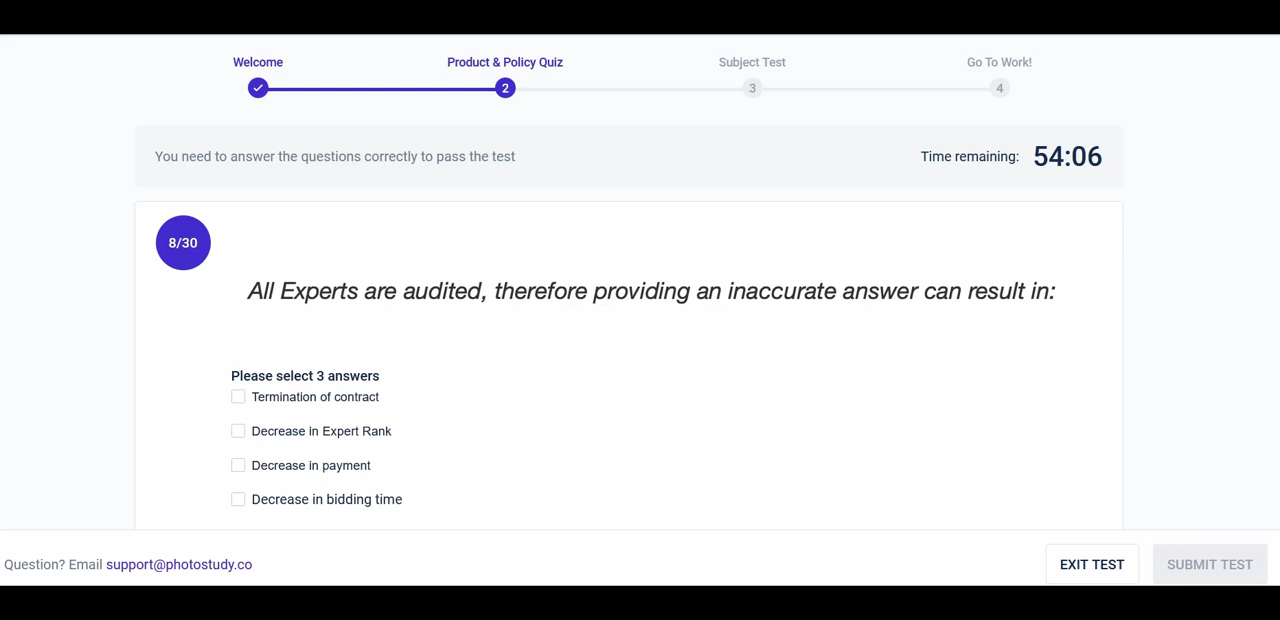 Welcome
Product & Policy Quiz
Subject Test
Go To Work!
2
3
4
You need to answer the questions correctly to pass the test
Time remaining: 54:06
8/30
All Experts are audited, therefore providing an inaccurate answer can result in:
Please select 3 answers
Termination of contract
Decrease in Expert Rank
Decrease in payment
Decrease in bidding time
Question? Email support@photostudy.co
EXIT TEST
SUBMIT TEST